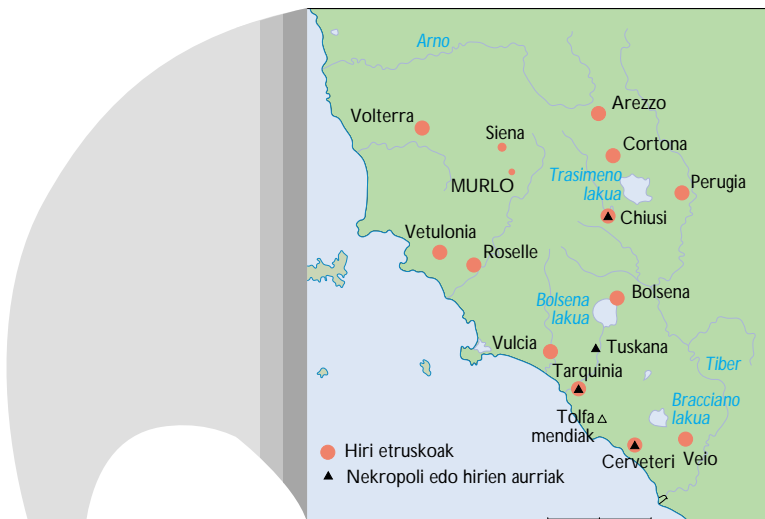 Arno
Arezzo
Volterra
Siena
Cortona
MURLO
Trasimeno
lakua
Perugia
Chiusi
Vetulonia
Roselle
Bolsena
Bolsena
lakua
Vulcia
Tuskana
Tiber
Tarquinia
Bracciano
lakua
Tolfa
mendiak
Cerveteri
Veio
Hiri etruskoak
Nekropoli edo hirien aurriak